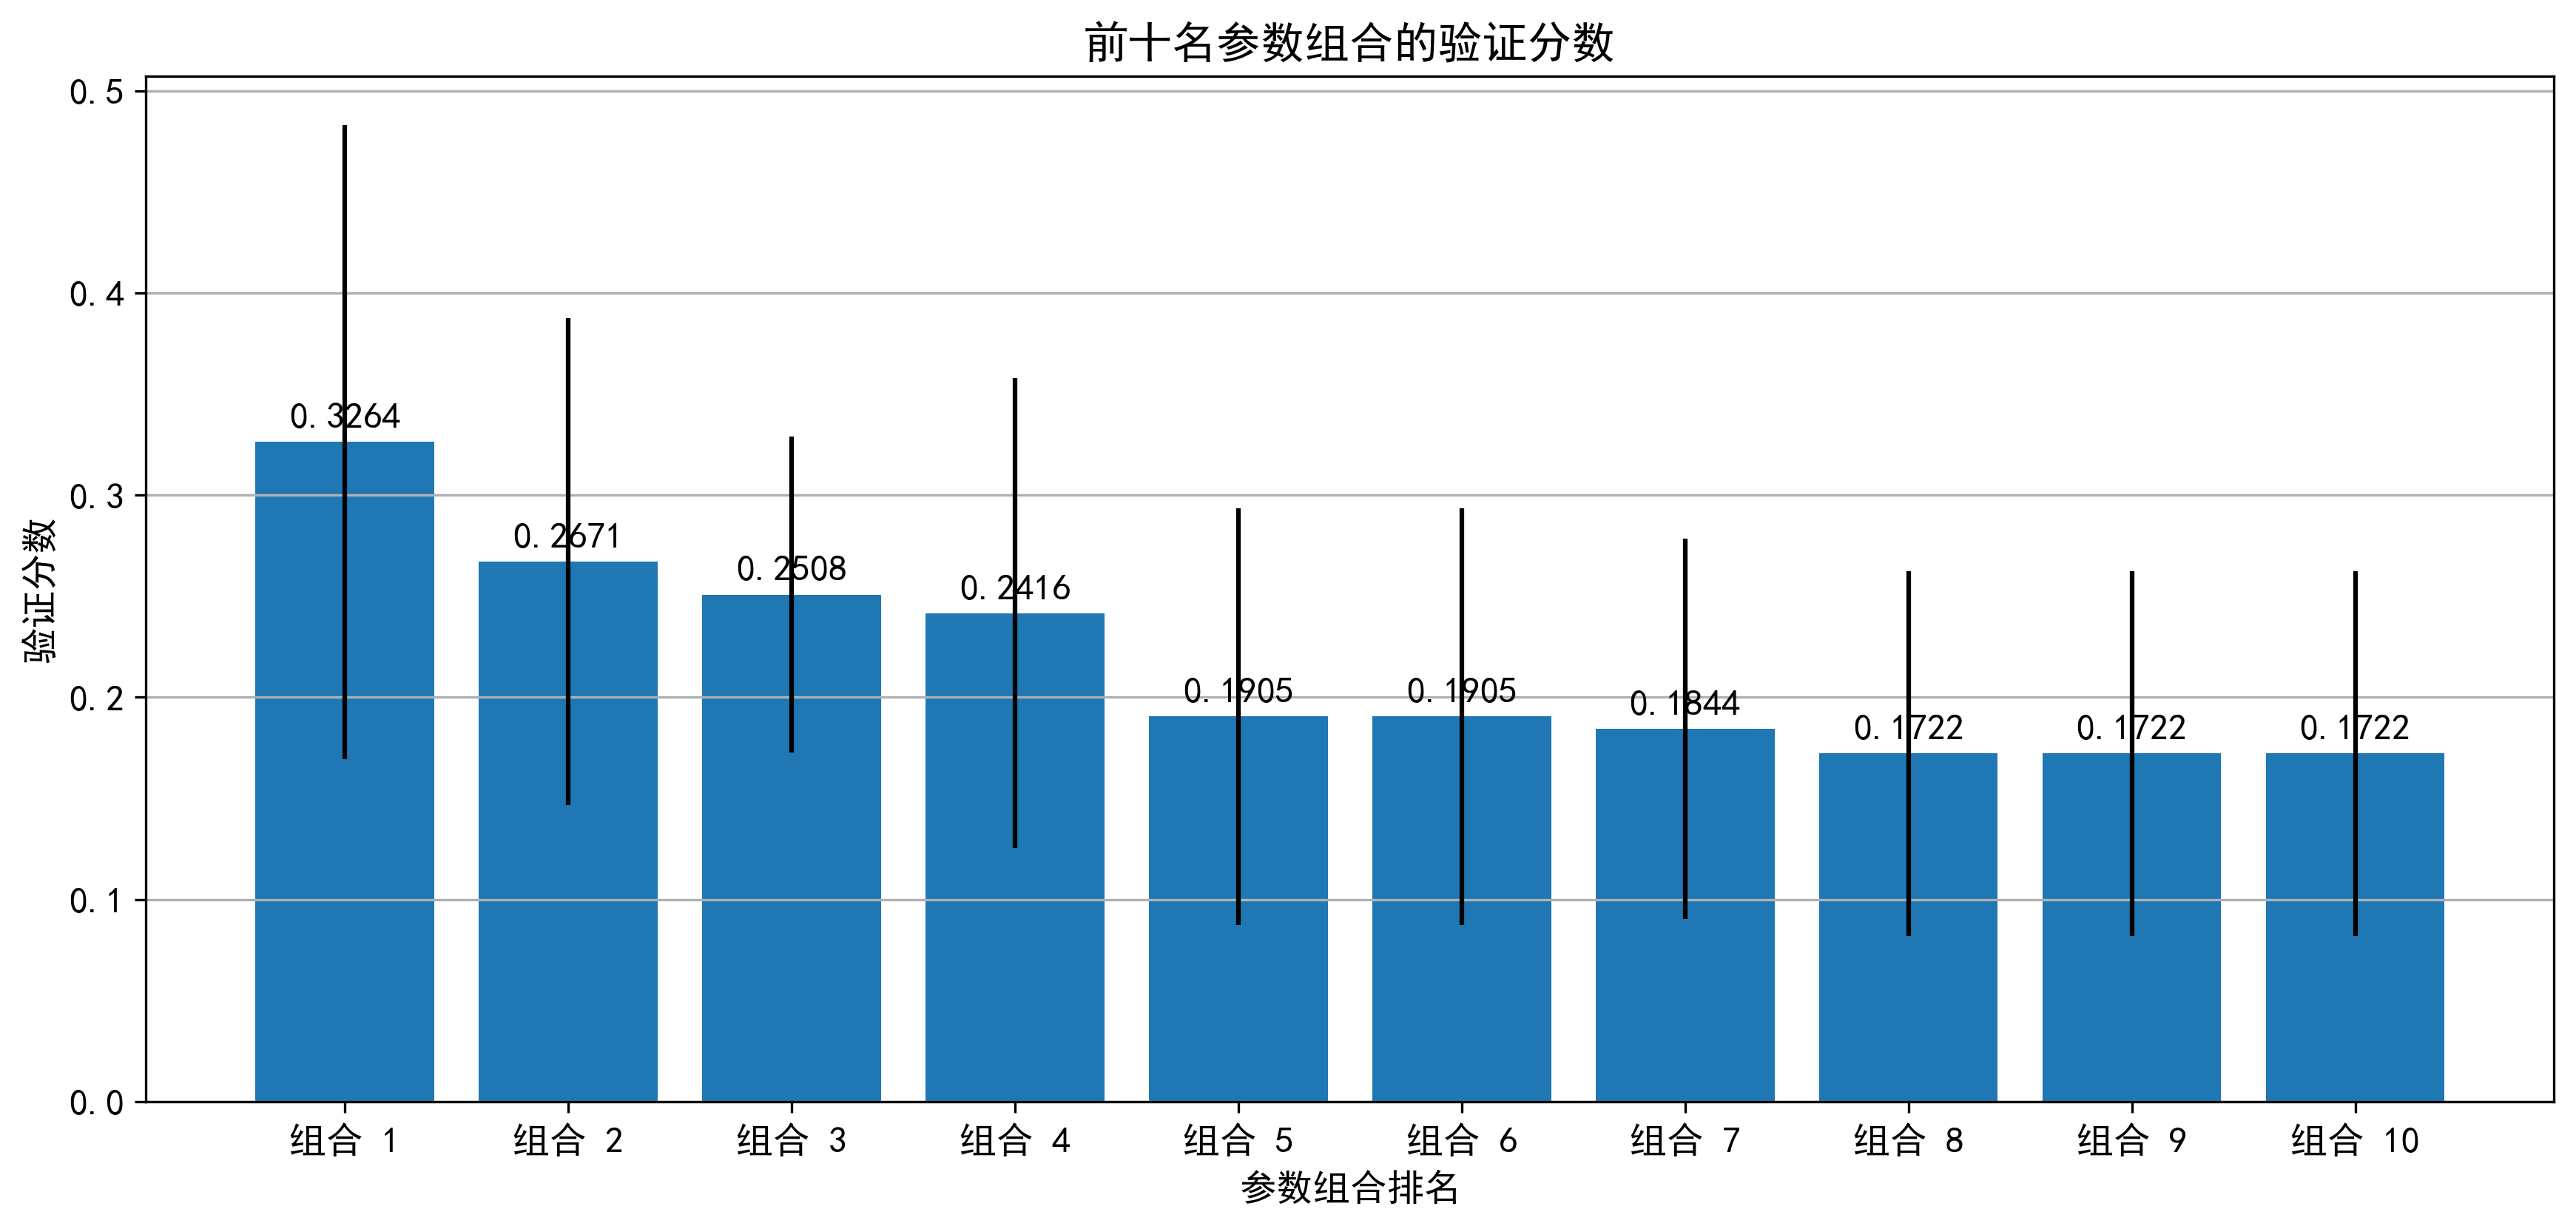 前十名参数组合的验证分数
验证分数
0.5
0.4
0.3
0.2
0.1
0.0
0.3264
0.2671
0.2508
0.2416
0.1905
0.1905
0.1844
0.1722
0.1722
0.1722
组合 1
组合 2
组合 3
组合 4
组合 5
组合 6
组合 7
组合 8
组合 9
组合 10
参数组合排名